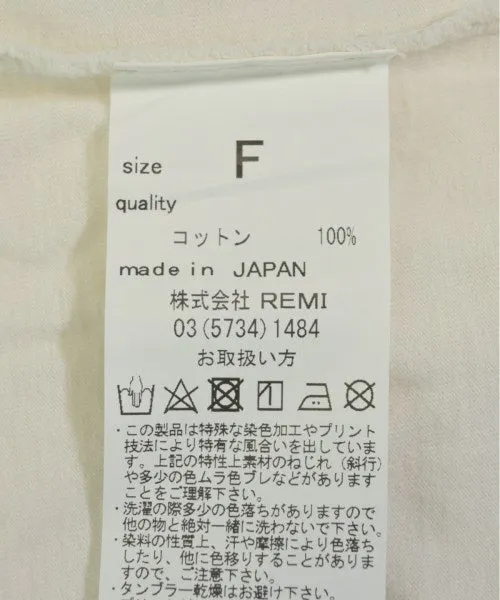 size F
quality
コットン 100%
made in JAPAN
株式会社 REMI
03(5734)1484
お取扱い方
・この製品は特殊な染色加工やプリント
技法により特有な風合いを出していま
す。上記の特性上素材のねじれ(斜行)
や多少の色ムラ色ブレなどがあります
ことをご理解下さい。
・洗濯の際多少の色落ちがありますので
他の物と絶対一緒に洗わないで下さい。
・染料の性質上、汗や摩擦により色落ち
したり、他に色移りすることがありま
すので、ご注意下さい。
・タンブラー乾燥はお避け下さい。